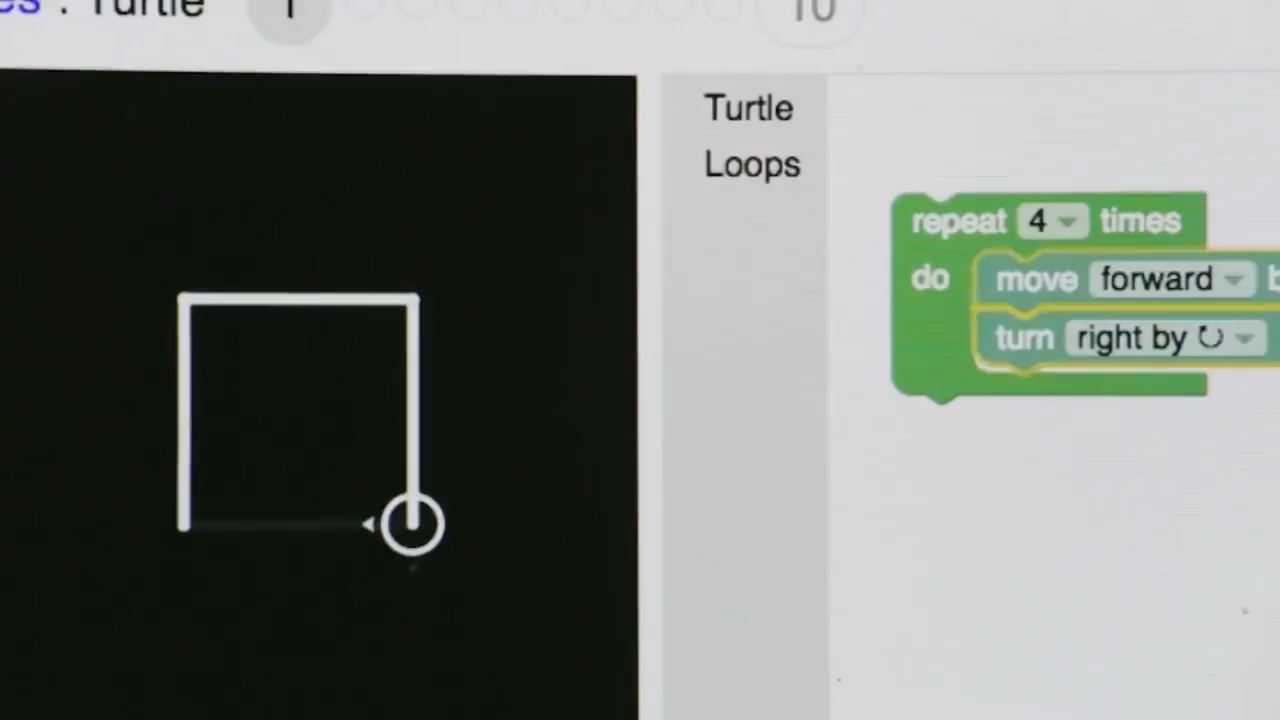 : Turtle 1 10
Turtle
Loops
repeat 4 times
do move forward
turn right by